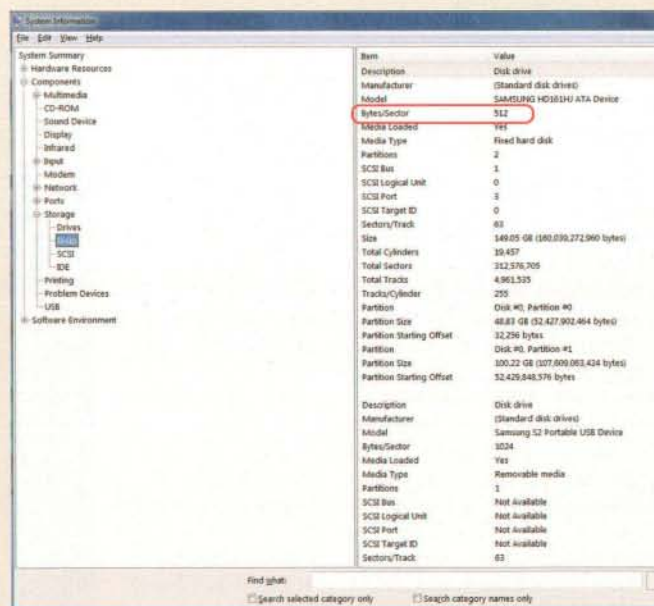 System Information
File Edit View Help
System Summary
Hardware Resources
Components
Multimedia
CD-ROM
Sound Device
Display
Infrared
Input
Modem
Network
Ports
Storage
Drives
Disks
SCSI
IDE
Printing
Problem Devices
USB
Software Environment
Item Value
Description Disk drive
Manufacturer (Standard disk drives)
Model SAMSUNG HD161HJ ATA Device
Bytes/Sector 512
Media Loaded Yes
Media Type Fixed hard disk
Partitions 2
SCSI Bus 1
SCSI Logical Unit 0
SCSI Port 3
SCSI Target ID 0
Sectors/Track 63
Size 149.05 GB (160,039,272,960 bytes)
Total Cylinders 19,457
Total Sectors 312,576,705
Total Tracks 4,961,535
Tracks/Cylinder 255
Partition Disk #0, Partition #0
Partition Size 48.83 GB (52,427,902,464 bytes)
Partition Starting Offset 32,256 bytes
Partition Disk #0, Partition #1
Partition Size 100.22 GB (107,609,063,424 bytes)
Partition Starting Offset 52,429,848,576 bytes
Description Disk drive
Manufacturer (Standard disk drives)
Model Samsung S2 Portable USB Device
Bytes/Sector 1024
Media Loaded Yes
Media Type Removable media
Partitions 1
SCSI Bus Not Available
SCSI Logical Unit Not Available
SCSI Port Not Available
SCSI Target ID Not Available
Sectors/Track 63
Find what:
Search selected category only Search category names only